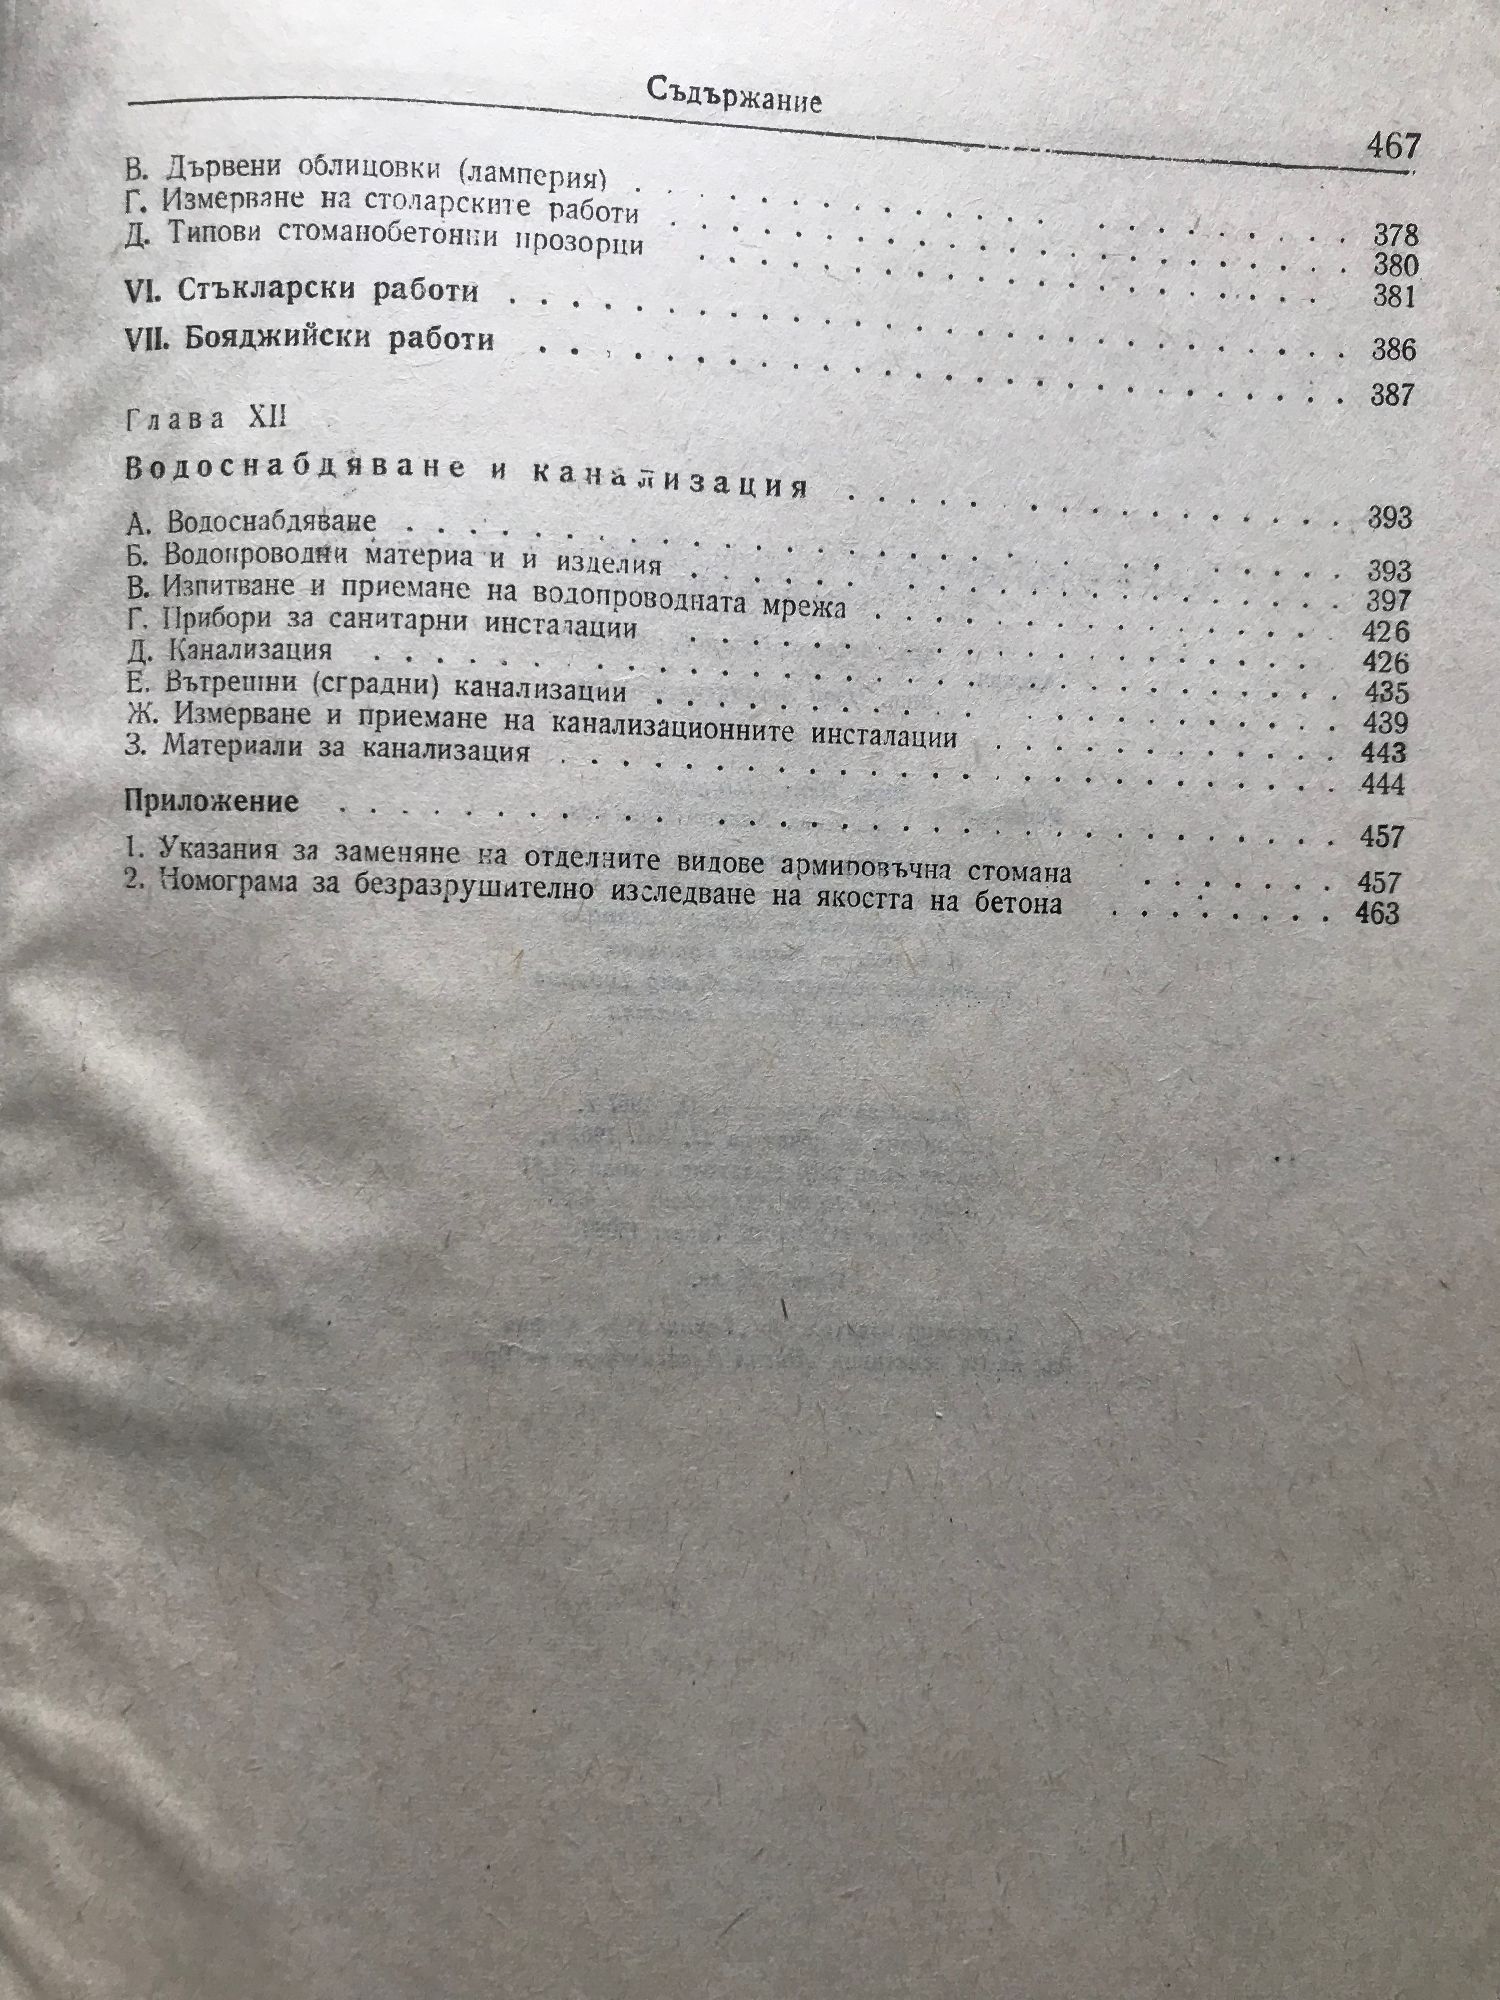 Съдържание 467
В. Дървени облицовки (ламперия) . . . . . . . . . . . . . . . . . . . . . . 378
Г. Измерване на столарските работи . . . . . . . . . . . . . . . . . . . . . 380
Д. Типови стоманобетонни прозорци . . . . . . . . . . . . . . . . . . . . 381
VI. Стъкларски работи . . . . . . . . . . . . . . . . . . . . . . . . . . . 386
VII. Бояджийски работи . . . . . . . . . . . . . . . . . . . . . . . . . . 387
Глава XII
Водоснабдяване и канализация . . . . . . . . . . . . . . . . 393
А. Водоснабдяване . . . . . . . . . . . . . . . . . . . . . . . . . . . . 393
Б. Водопроводни материа и и изделия . . . . . . . . . . . . . . . . . . . . 397
В. Изпитване и приемане на водопроводната мрежа . . . . . . . . . . . . . . 426
Г. Прибори за санитарни инсталации . . . . . . . . . . . . . . . . . . . . 426
Д. Канализация . . . . . . . . . . . . . . . . . . . . . . . . . . . . . . 435
Е. Вътрешни (сградни) канализации . . . . . . . . . . . . . . . . . . . . . 439
Ж. Измерване и приемане на канализационните инсталации . . . . . . . . . . . 443
З. Материали за канализация . . . . . . . . . . . . . . . . . . . . . . . . 444
Приложение . . . . . . . . . . . . . . . . . . . . . . . . . . . . . . . . 457
1. Указания за заменяне на отделните видове армировъчна стомана . . . . . . . 457
2. Номограма за безразрушително изследване на якостта на бетона . . . . . . . . 463